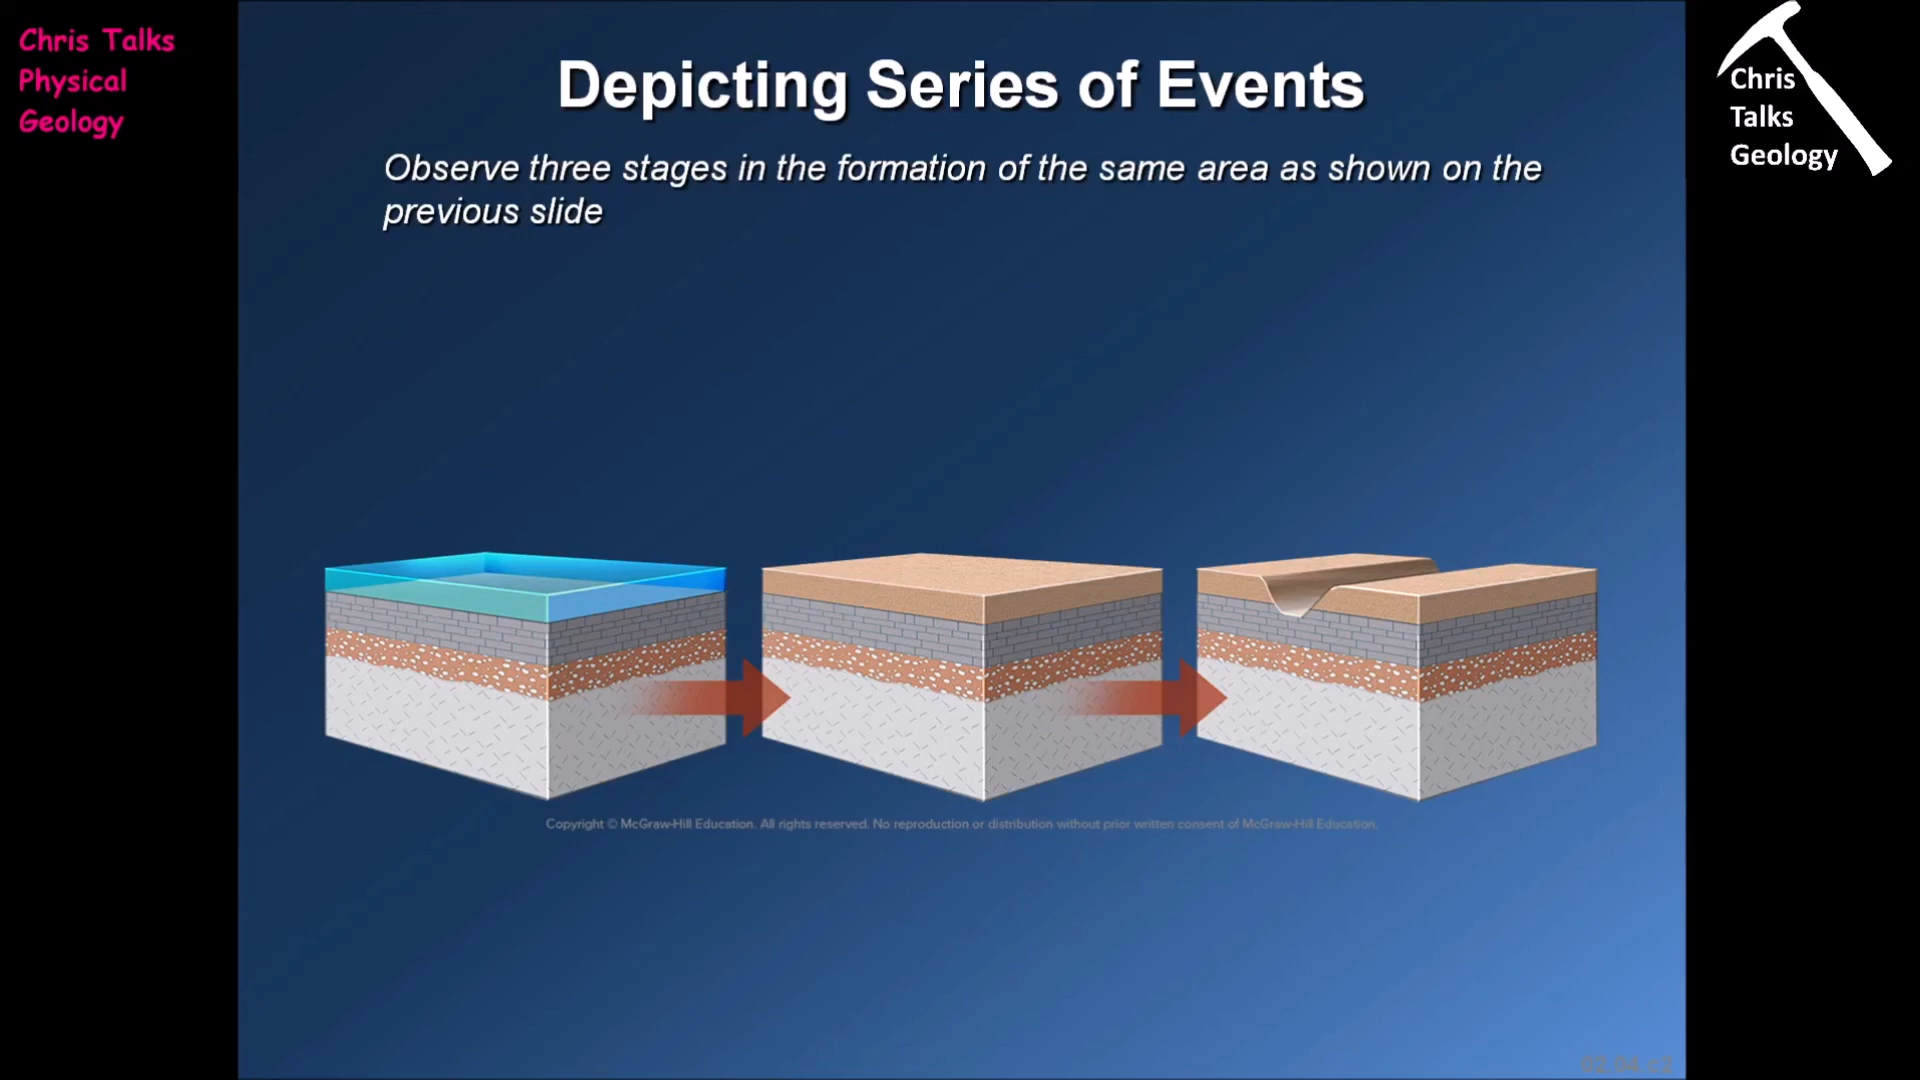 Chris Talks
Physical
Geology
Depicting Series of Events
Observe three stages in the formation of the same area as shown on the
previous slide
Chris
Talks
Geology
Copyright © McGraw-Hill Education. All rights reserved. No reproduction or distribution without prior written consent of McGraw-Hill Education.